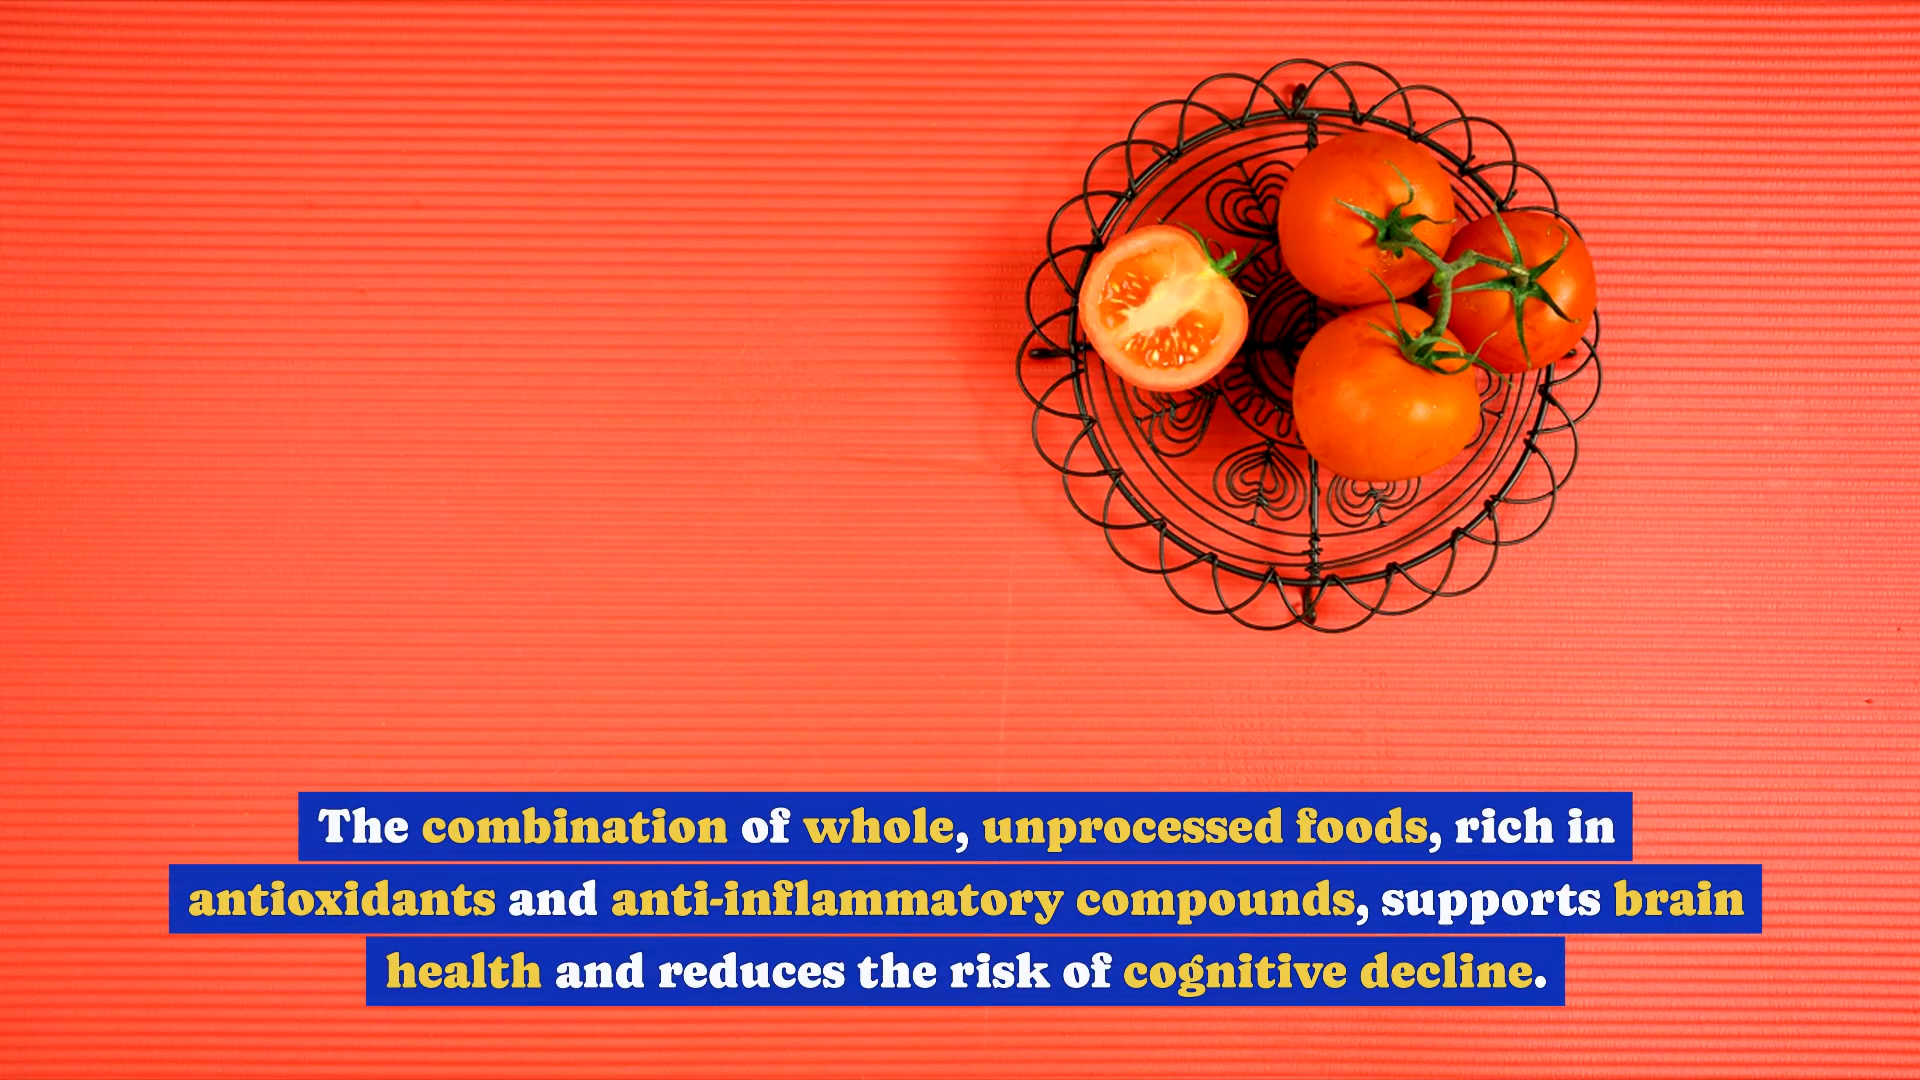 The combination of whole, unprocessed foods, rich in
antioxidants and anti-inflammatory compounds, supports brain
health and reduces the risk of cognitive decline.